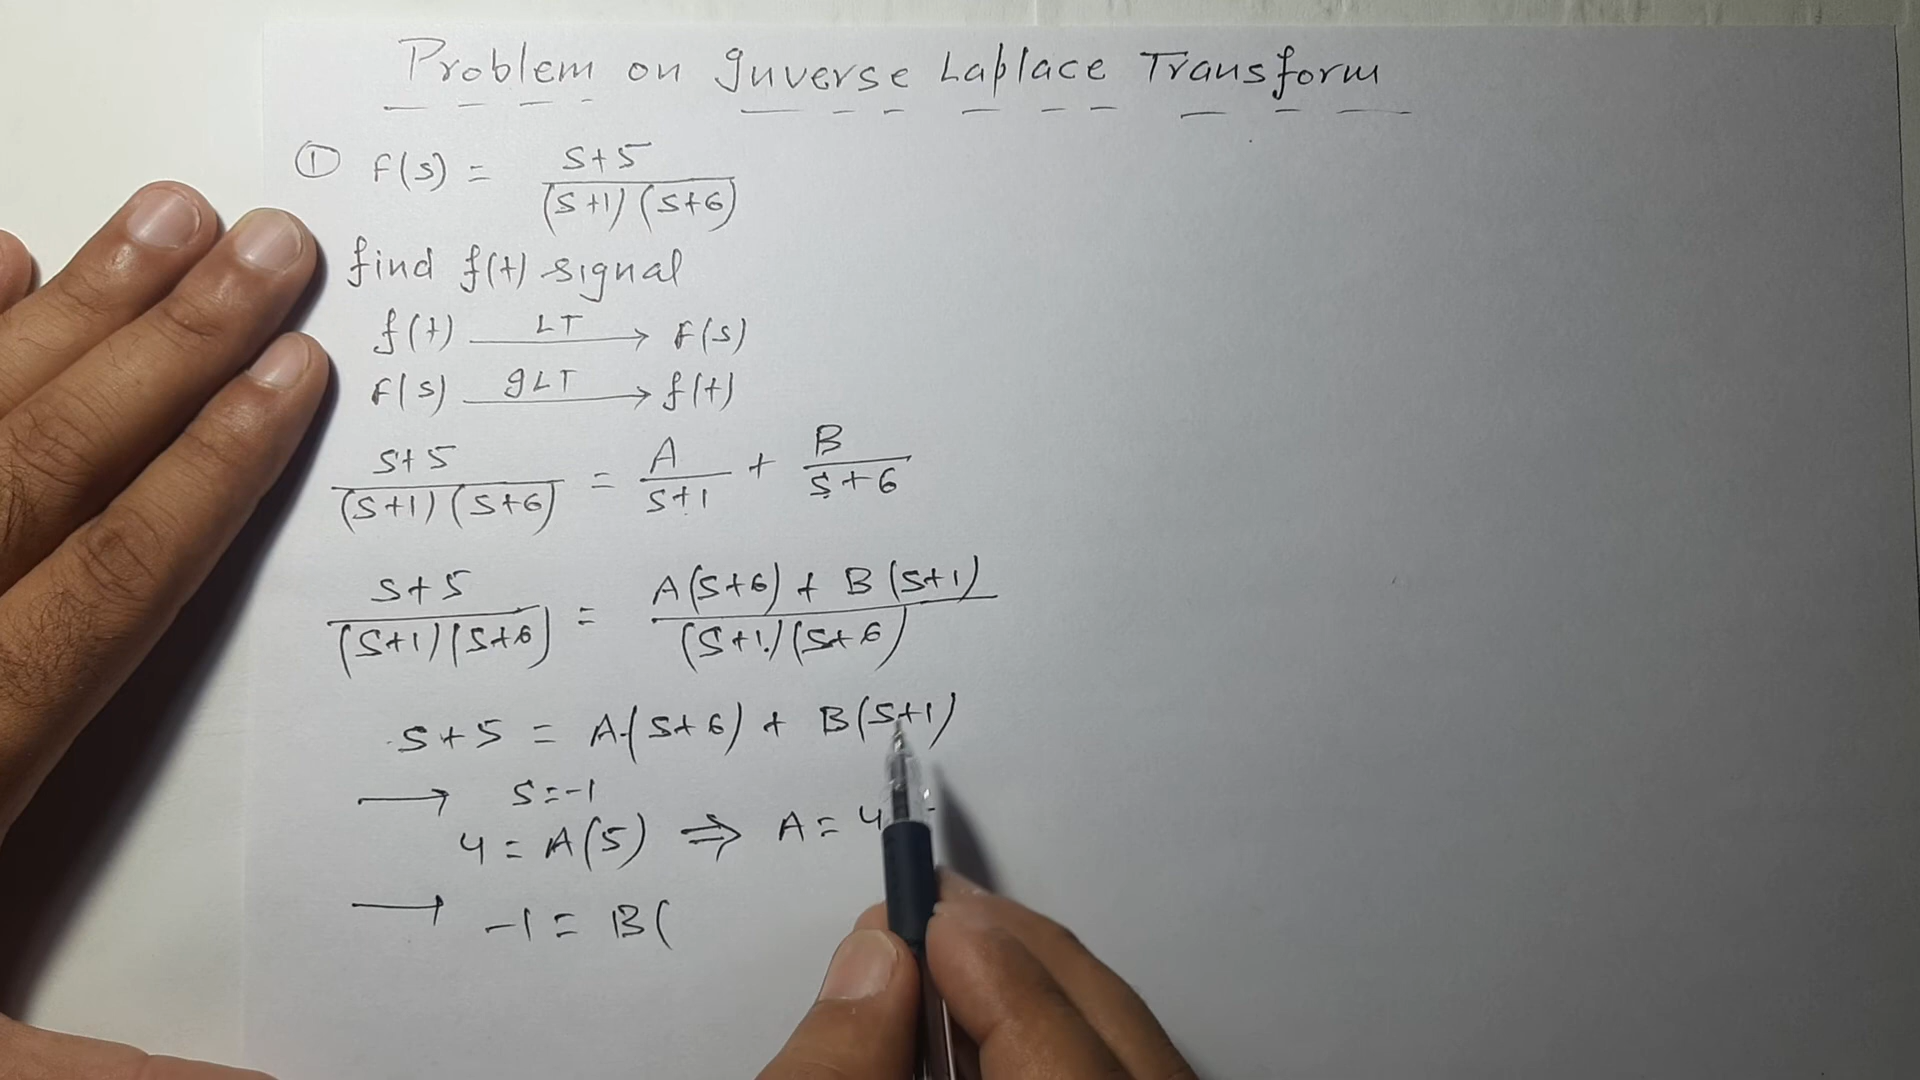 Problem on Inverse Laplace Transform
① F(s) = s+5 / (s+1)(s+6)
find f(t) signal
f(t) LT → F(s)
F(s) ILT → f(t)
s+5 / (s+1)(s+6) = A / s+1 + B / s+6
s+5 / (s+1)(s+6) = A(s+6) + B(s+1) / (s+1)(s+6)
s+5 = A(s+6) + B(s+1)
→ s=-1
4 = A(5) ⇒ A = 4
→ -1 = B(